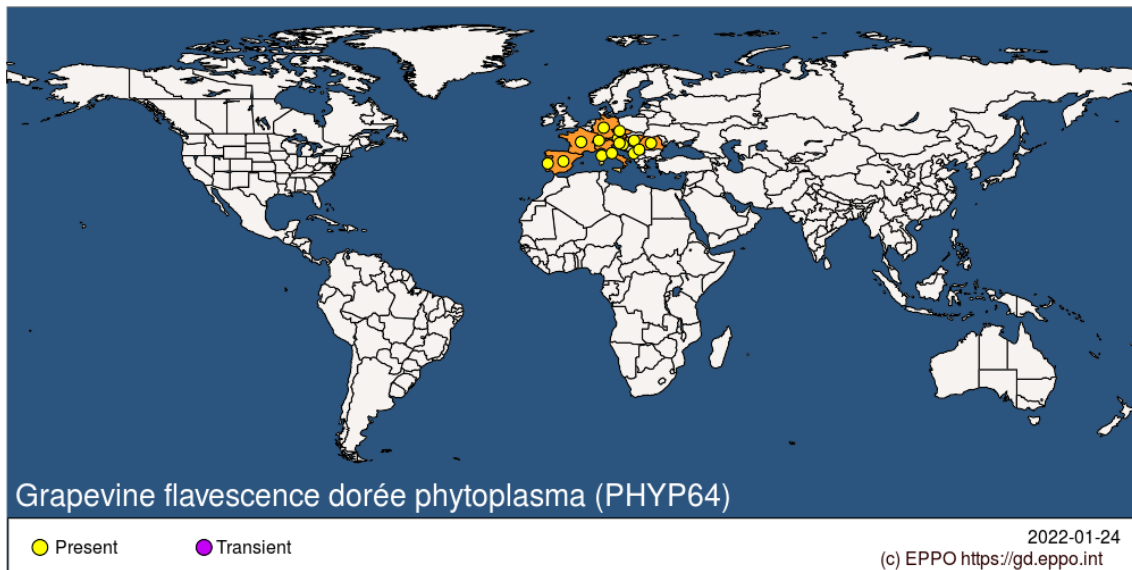 Grapevine flavescence dorée phytoplasma (PHYP64)
Present
Transient
2022-01-24
(c) EPPO https://gd.eppo.int